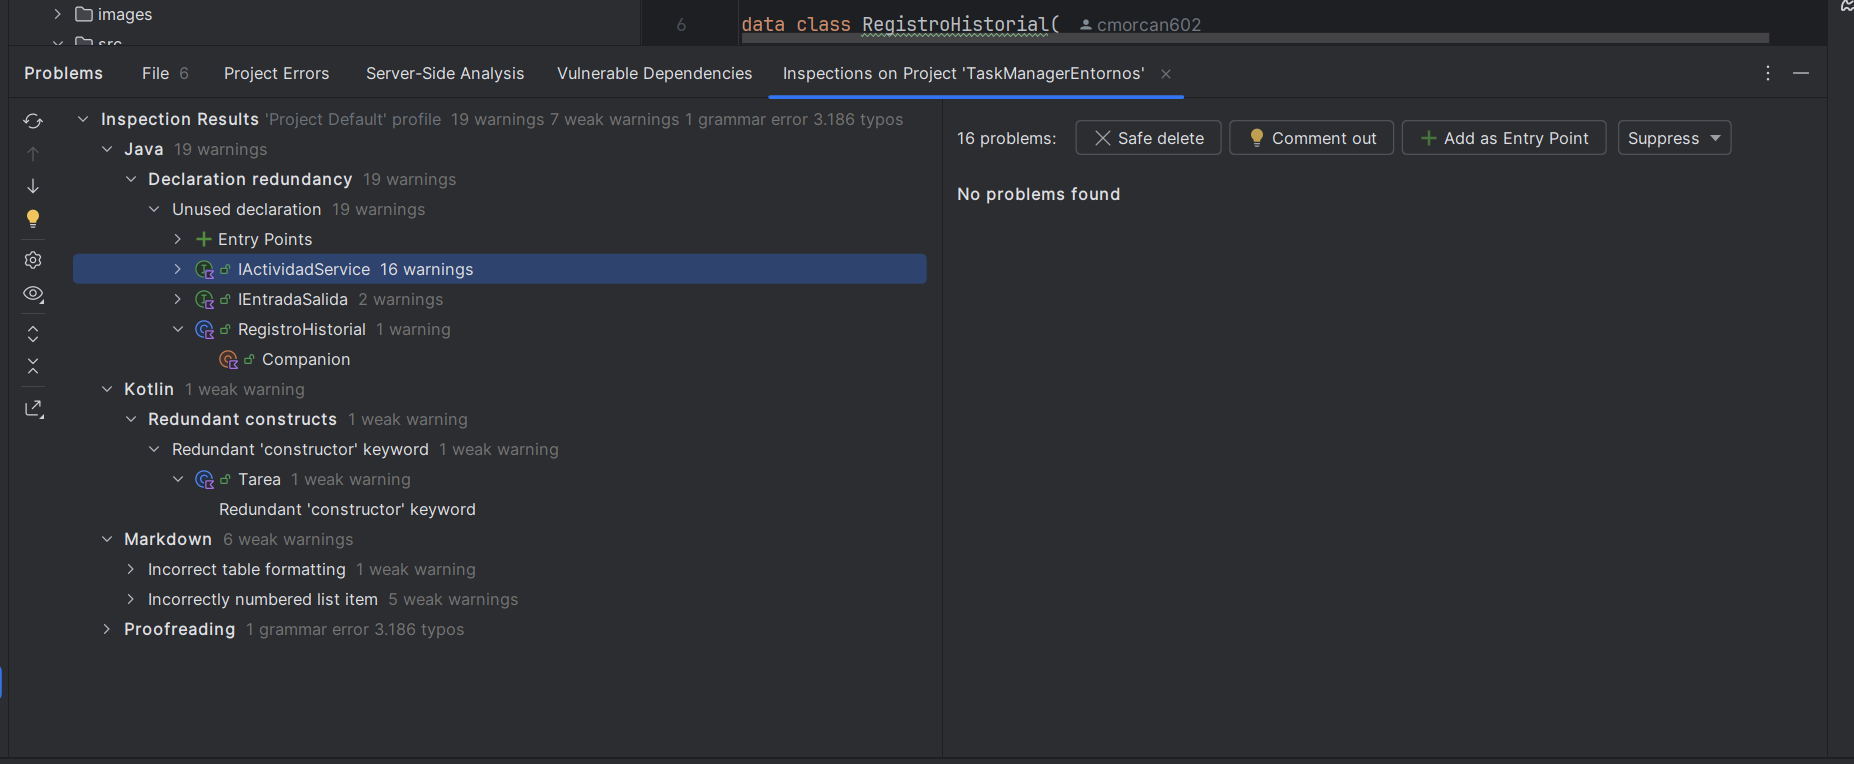 images
src
6 data class RegistroHistorial( cmorcan602
Problems File 6 Project Errors Server-Side Analysis Vulnerable Dependencies Inspections on Project 'TaskManagerEntornos'
Inspection Results 'Project Default' profile 19 warnings 7 weak warnings 1 grammar error 3.186 typos
Java 19 warnings
Declaration redundancy 19 warnings
Unused declaration 19 warnings
Entry Points
IActividadService 16 warnings
IEntradaSalida 2 warnings
RegistroHistorial 1 warning
Companion
Kotlin 1 weak warning
Redundant constructs 1 weak warning
Redundant 'constructor' keyword 1 weak warning
Tarea 1 weak warning
Redundant 'constructor' keyword
Markdown 6 weak warnings
Incorrect table formatting 1 weak warning
Incorrectly numbered list item 5 weak warnings
Proofreading 1 grammar error 3.186 typos
16 problems: Safe delete Comment out Add as Entry Point Suppress
No problems found